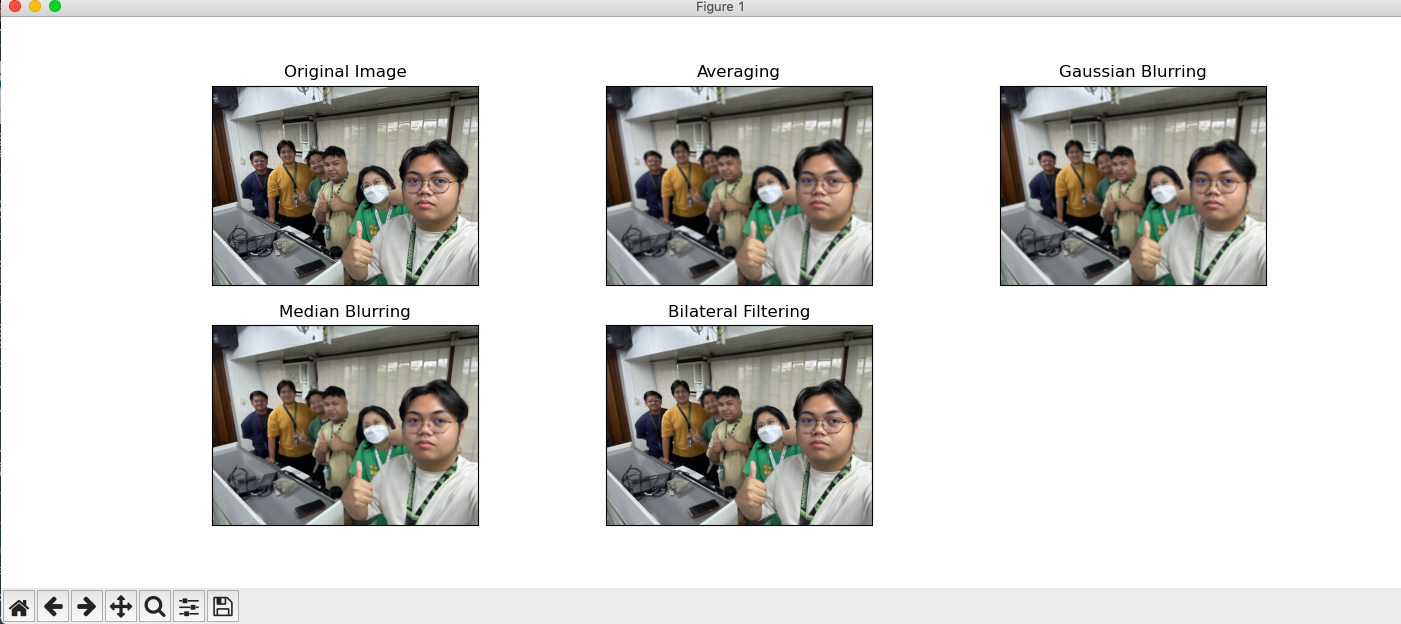 Figure 1
Original Image
Averaging
Gaussian Blurring
Median Blurring
Bilateral Filtering